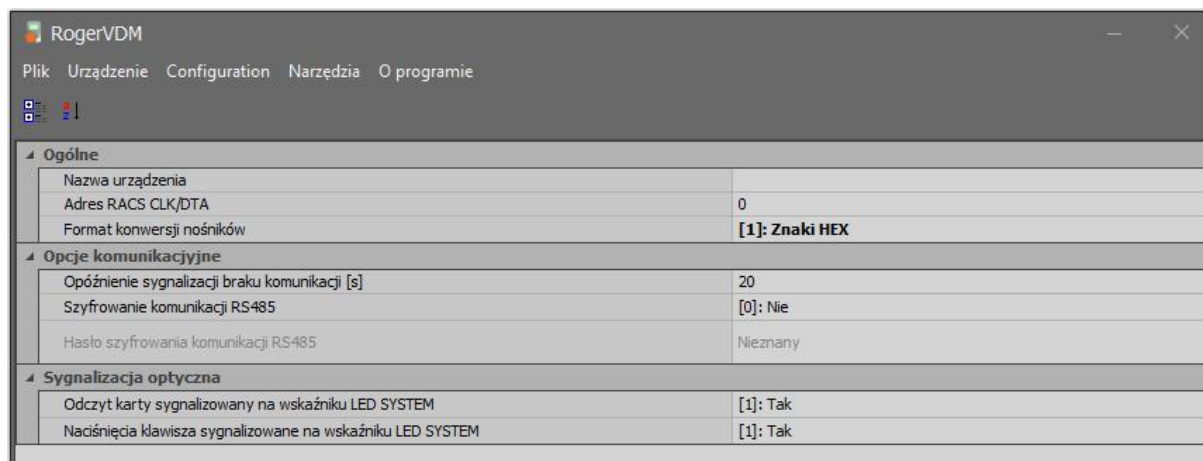 RogerVDM
Plik Urządzenie Configuration Narzędzia O programie
Ogólne
Nazwa urządzenia
Adres RACS CLK/DTA 0
Format konwersji nośników [1]: Znaki HEX
Opcje komunikacjyjne
Opóźnienie sygnalizacji braku komunikacji [s] 20
Szyfrowanie komunikacji RS485 [0]: Nie
Hasło szyfrowania komunikacji RS485 Nieznany
Sygnalizacja optyczna
Odczyt karty sygnalizowany na wskaźniku LED SYSTEM [1]: Tak
Naciśnięcia klawisza sygnalizowane na wskaźniku LED SYSTEM [1]: Tak